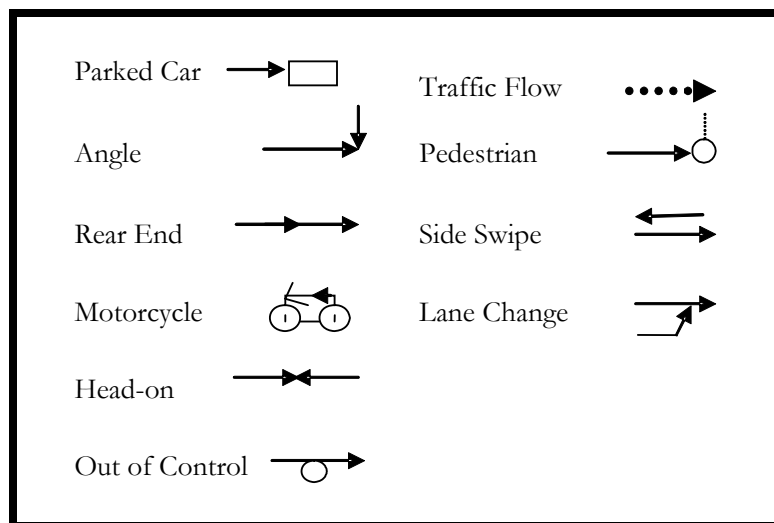 Parked Car
Traffic Flow
Angle
Pedestrian
Rear End
Side Swipe
Motorcycle
Lane Change
Head-on
Out of Control